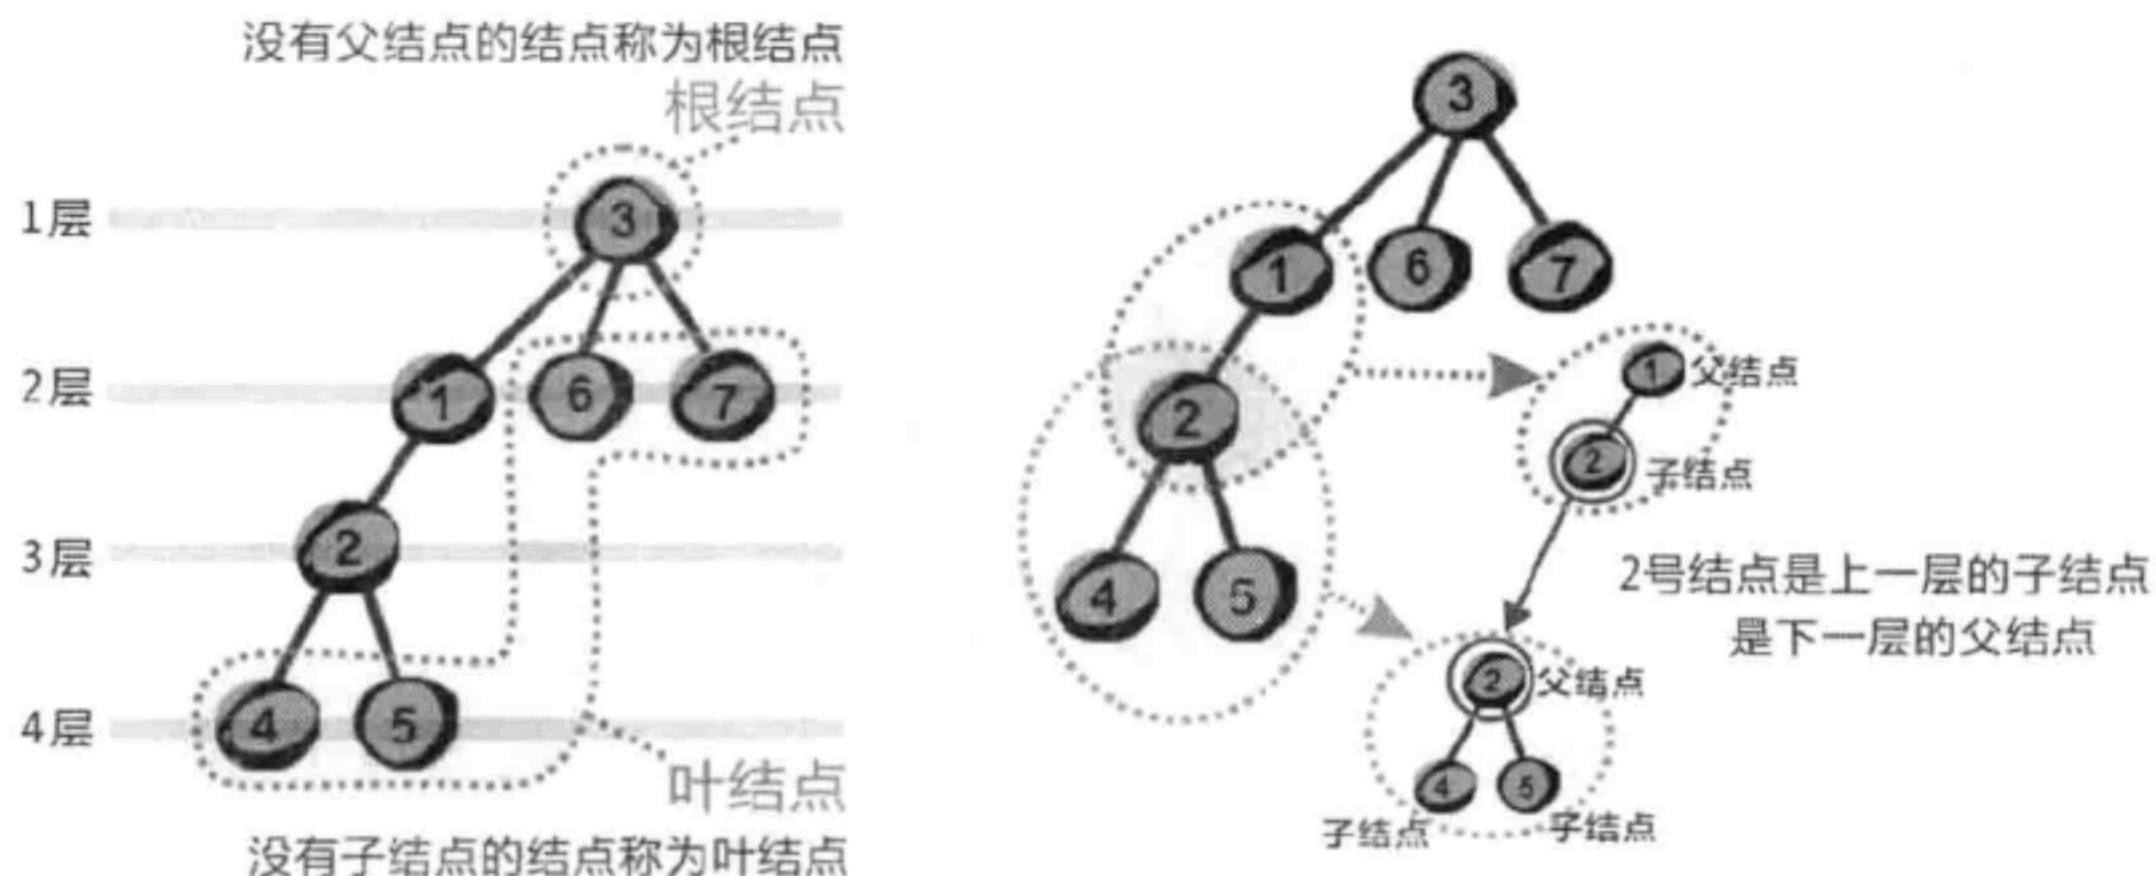 没有父结点的结点称为根结点
根结点
3
1层
1
6
7
2层
2
3层
4
5
4层
叶结点
没有子结点的结点称为叶结点
3
1
6
7
2
4
5
1
父结点
2
子结点
2号结点是上一层的子结点
是下一层的父结点
2
父结点
4
5
子结点
子结点